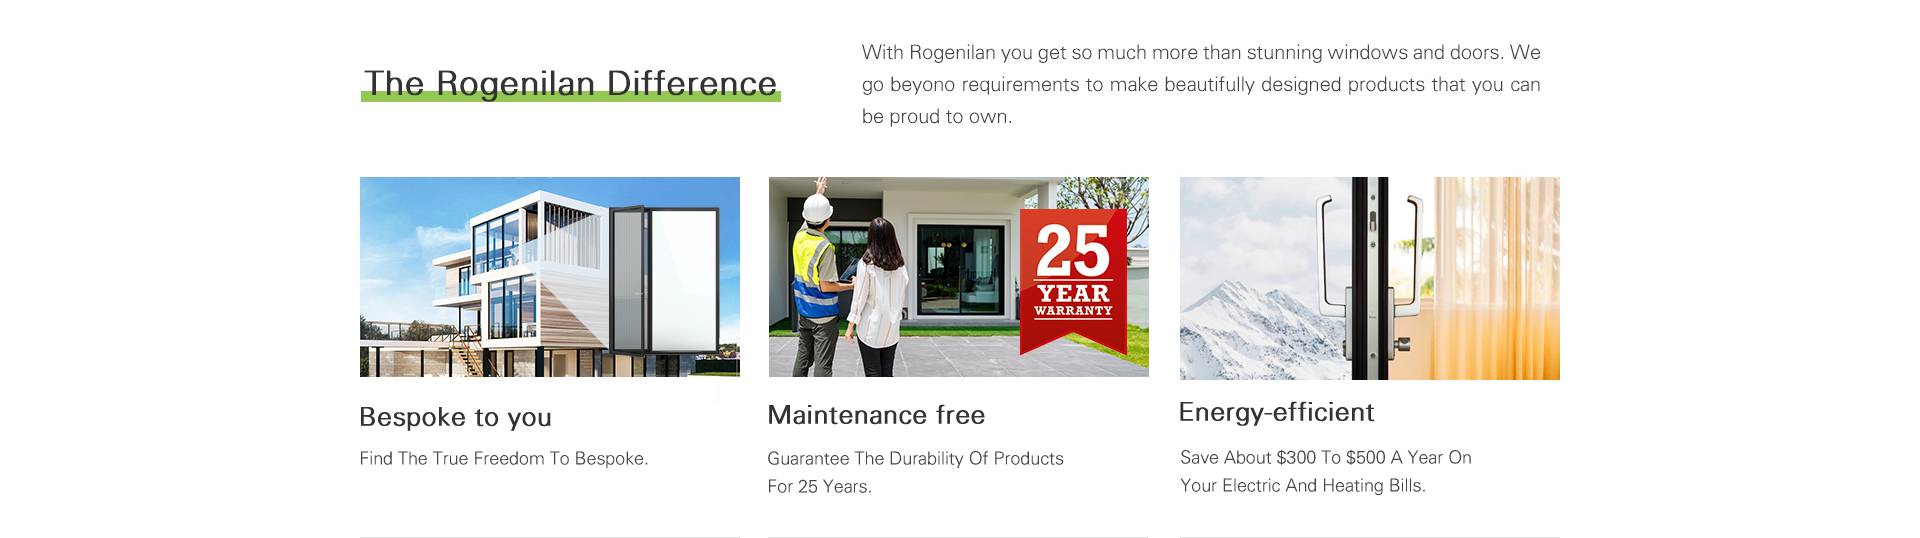 The Rogenilan Difference
With Rogenilan you get so much more than stunning windows and doors. We
go beyono requirements to make beautifully designed products that you can
be proud to own.
25
YEAR
WARRANTY
Bespoke to you
Find The True Freedom To Bespoke.
Maintenance free
Guarantee The Durability Of Products
For 25 Years.
Energy-efficient
Save About $300 To $500 A Year On
Your Electric And Heating Bills.